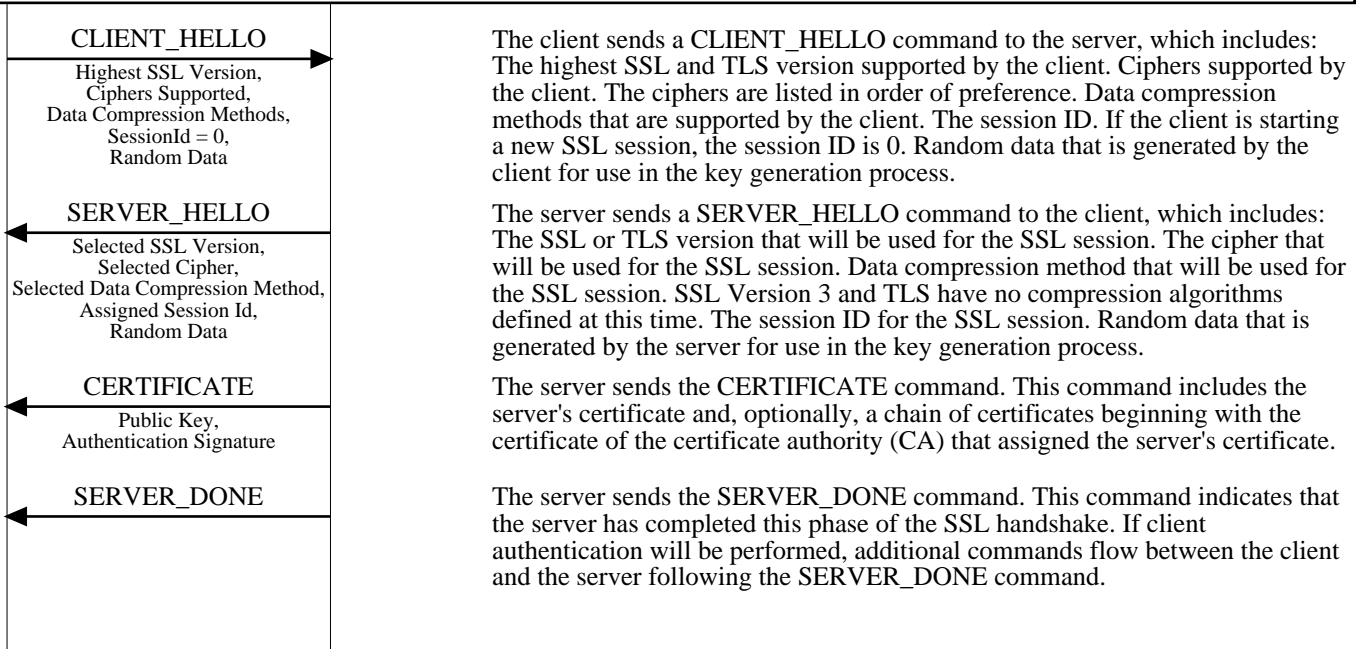 CLIENT_HELLO
Highest SSL Version,
Ciphers Supported,
Data Compression Methods,
SessionId = 0,
Random Data
The client sends a CLIENT_HELLO command to the server, which includes:
The highest SSL and TLS version supported by the client. Ciphers supported by
the client. The ciphers are listed in order of preference. Data compression
methods that are supported by the client. The session ID. If the client is starting
a new SSL session, the session ID is 0. Random data that is generated by the
client for use in the key generation process.
SERVER_HELLO
Selected SSL Version,
Selected Cipher,
Selected Data Compression Method,
Assigned Session Id,
Random Data
The server sends a SERVER_HELLO command to the client, which includes:
The SSL or TLS version that will be used for the SSL session. The cipher that
will be used for the SSL session. Data compression method that will be used for
the SSL session. SSL Version 3 and TLS have no compression algorithms
defined at this time. The session ID for the SSL session. Random data that is
generated by the server for use in the key generation process.
CERTIFICATE
Public Key,
Authentication Signature
The server sends the CERTIFICATE command. This command includes the
server's certificate and, optionally, a chain of certificates beginning with the
certificate of the certificate authority (CA) that assigned the server's certificate.
SERVER_DONE
The server sends the SERVER_DONE command. This command indicates that
the server has completed this phase of the SSL handshake. If client
authentication will be performed, additional commands flow between the client
and the server following the SERVER_DONE command.